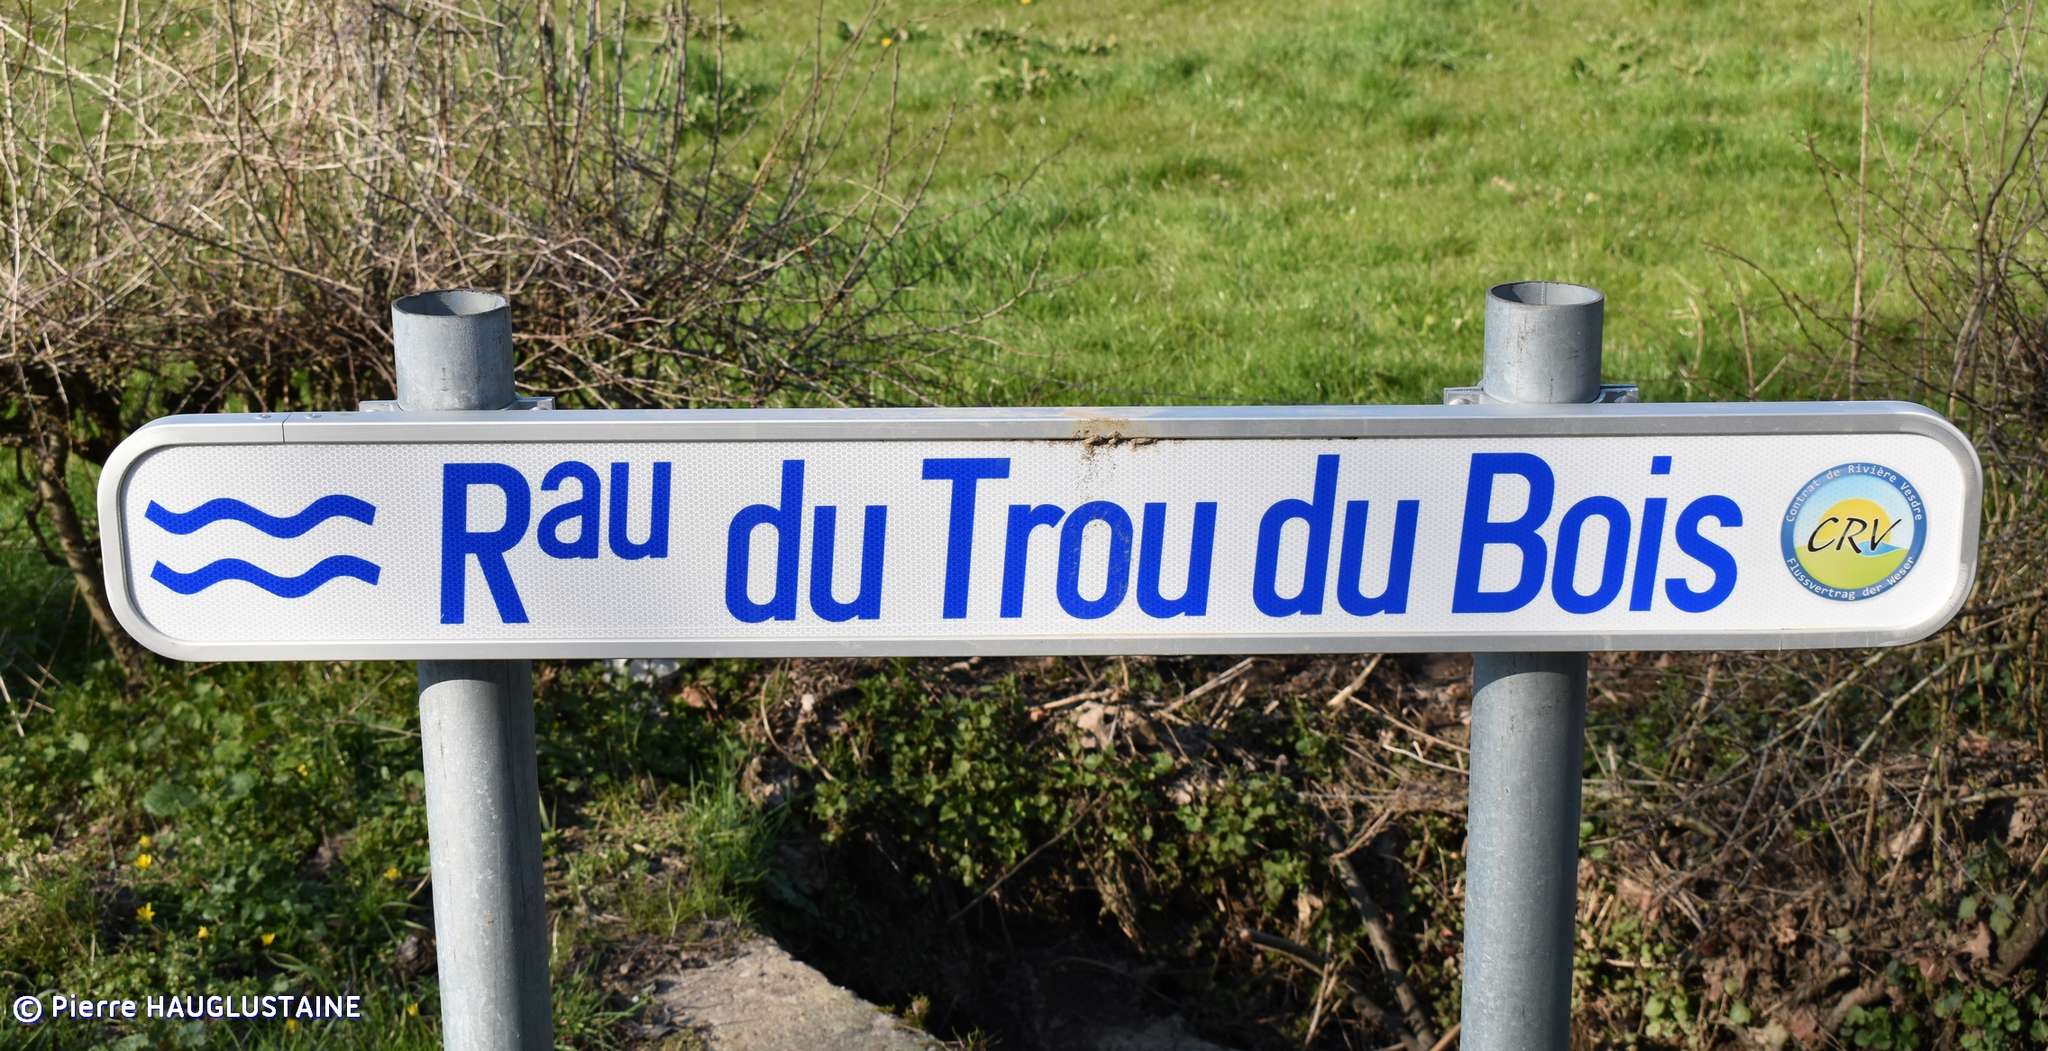 Rau du Trou du Bois
Contrat de Rivière Vesdre
CRV
Flussvertrag der Weser
© Pierre HAUGLUSTAINE